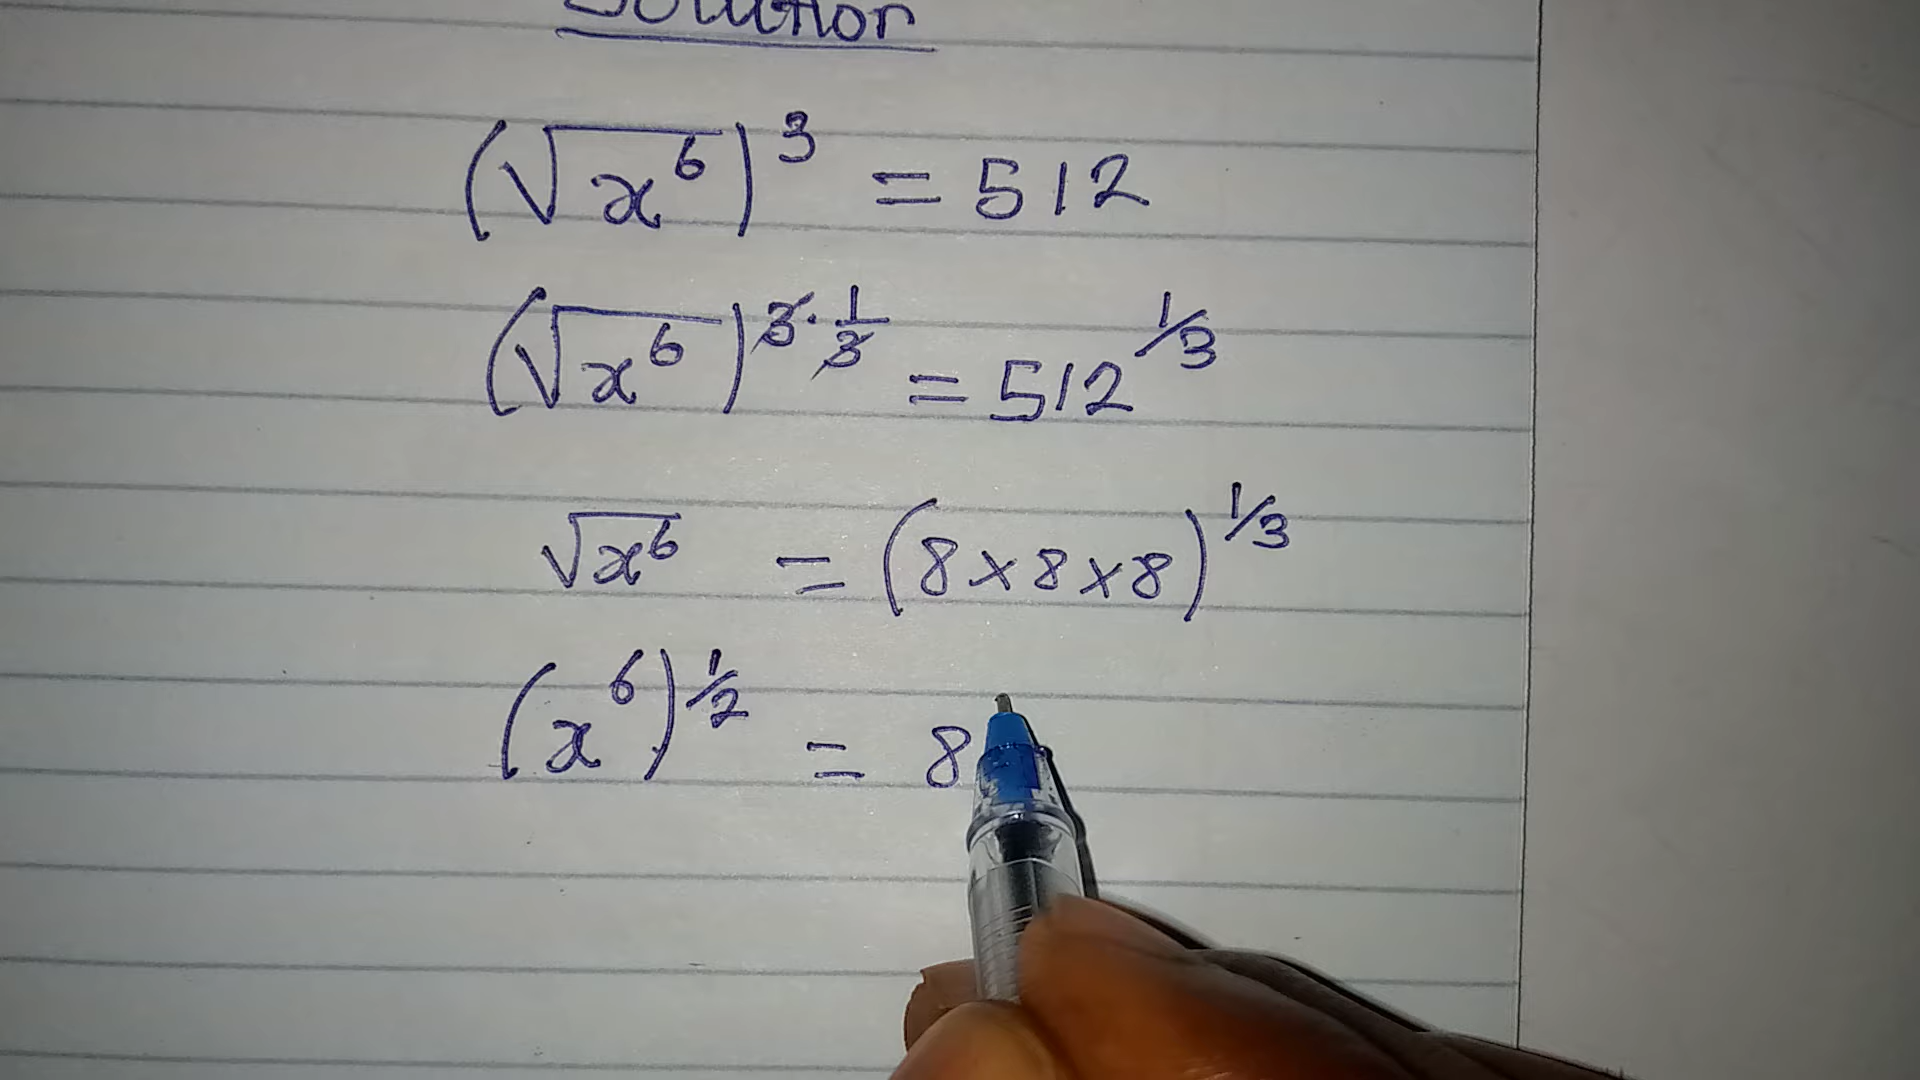 Solution
(√x⁶)³ = 512
(√x⁶)^3·1/3 = 512^1/3
√x⁶ = (8×8×8)^1/3
(x⁶)^1/2 = 8